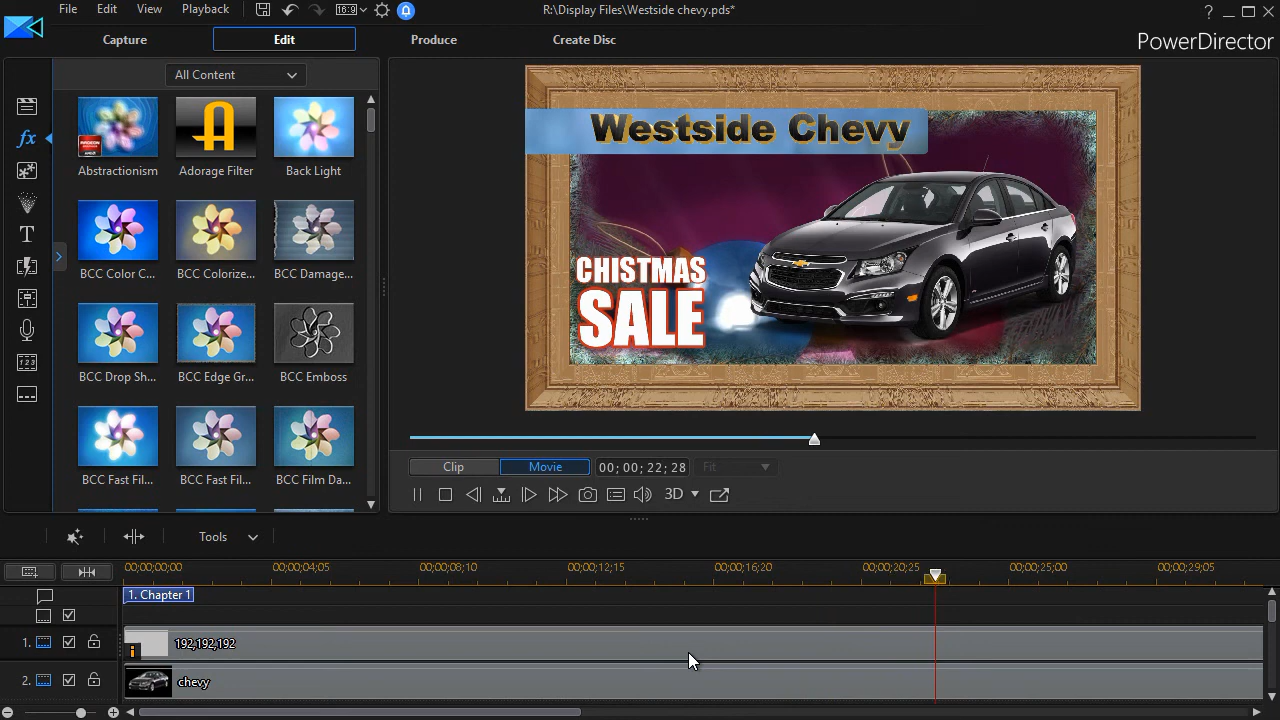 File Edit View Playback 16:9 R:\Display Files\Westside chevy.pds* ?
Capture Edit Produce Create Disc PowerDirector
All Content
Abstractionism Adorage Filter Back Light
BCC Color C... BCC Colorize... BCC Damage...
BCC Drop Sh... BCC Edge Gr... BCC Emboss
BCC Fast Fil... BCC Fast Fil... BCC Film Da...
fx
T
123
Westside Chevy
CHISTMAS
SALE
Clip Movie 00; 00; 22; 28 Fit
3D
Tools
00;00;00;00 00;00;04;05 00;00;08;10 00;00;12;15 00;00;16;20 00;00;20;25 00;00;25;00 00;00;29;05
1. Chapter 1
1. i 192,192,192
2. chevy